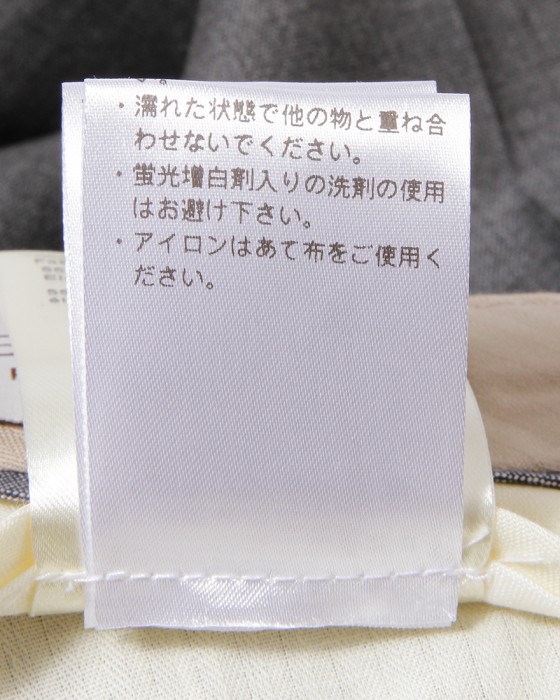 ・濡れた状態で他の物と重ね合
わせないでください。
・蛍光増白剤入りの洗剤の使用
はお避け下さい。
・アイロンはあて布をご使用く
ださい。